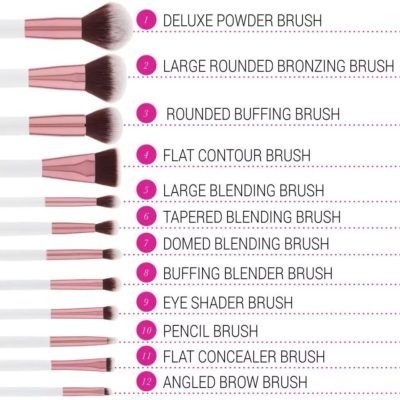 1 DELUXE POWDER BRUSH
2 LARGE ROUNDED BRONZING BRUSH
3 ROUNDED BUFFING BRUSH
4 FLAT CONTOUR BRUSH
5 LARGE BLENDING BRUSH
6 TAPERED BLENDING BRUSH
7 DOMED BLENDING BRUSH
8 BUFFING BLENDER BRUSH
9 EYE SHADER BRUSH
10 PENCIL BRUSH
11 FLAT CONCEALER BRUSH
12 ANGLED BROW BRUSH